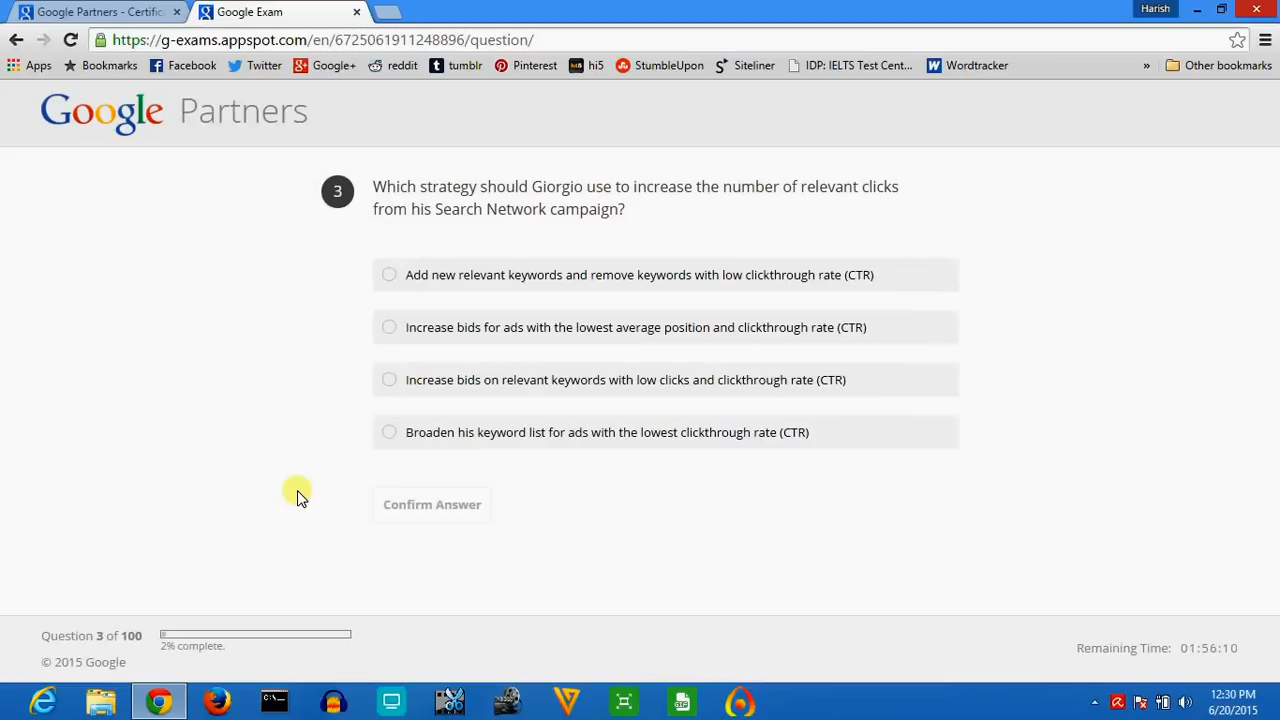 Google Partners - Certific
Google Exam
Harish
https://g-exams.appspot.com/en/6725061911248896/question/
Apps
Bookmarks
Facebook
Twitter
Google+
reddit
tumblr
Pinterest
hi5
StumbleUpon
Siteliner
IDP: IELTS Test Cent...
Wordtracker
»
Other bookmarks
Google Partners
3
Which strategy should Giorgio use to increase the number of relevant clicks
from his Search Network campaign?
Add new relevant keywords and remove keywords with low clickthrough rate (CTR)
Increase bids for ads with the lowest average position and clickthrough rate (CTR)
Increase bids on relevant keywords with low clicks and clickthrough rate (CTR)
Broaden his keyword list for ads with the lowest clickthrough rate (CTR)
Confirm Answer
Question 3 of 100
2% complete.
© 2015 Google
Remaining Time: 01:56:10
12:30 PM
6/20/2015